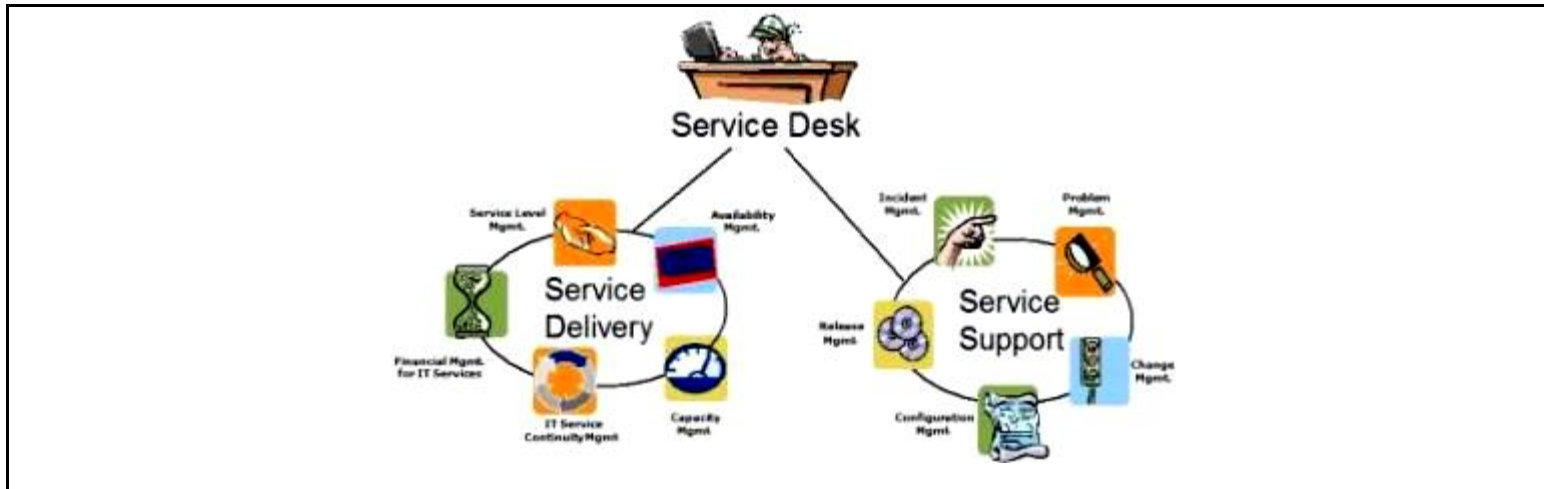 Service Desk
Service Level
Mgmt.
Availability
Mgmt.
Service
Delivery
Financial Mgmt.
for IT Services
IT Service
Continuity Mgmt
Capacity
Mgmt
Incident
Mgmt.
Problem
Mgmt.
Service
Support
Release
Mgmt
Change
Mgmt.
Configuration
Mgmt